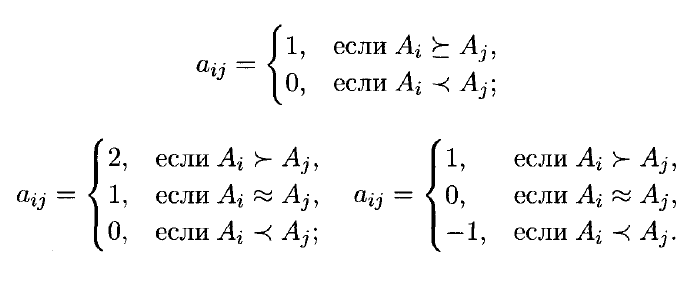 a_{ij} = { 1, если A_i ⪰ A_j,
0, если A_i ≺ A_j;
a_{ij} = { 2, если A_i ≻ A_j,
1, если A_i ≈ A_j,
0, если A_i ≺ A_j;
a_{ij} = { 1, если A_i ≻ A_j,
0, если A_i ≈ A_j,
−1, если A_i ≺ A_j.